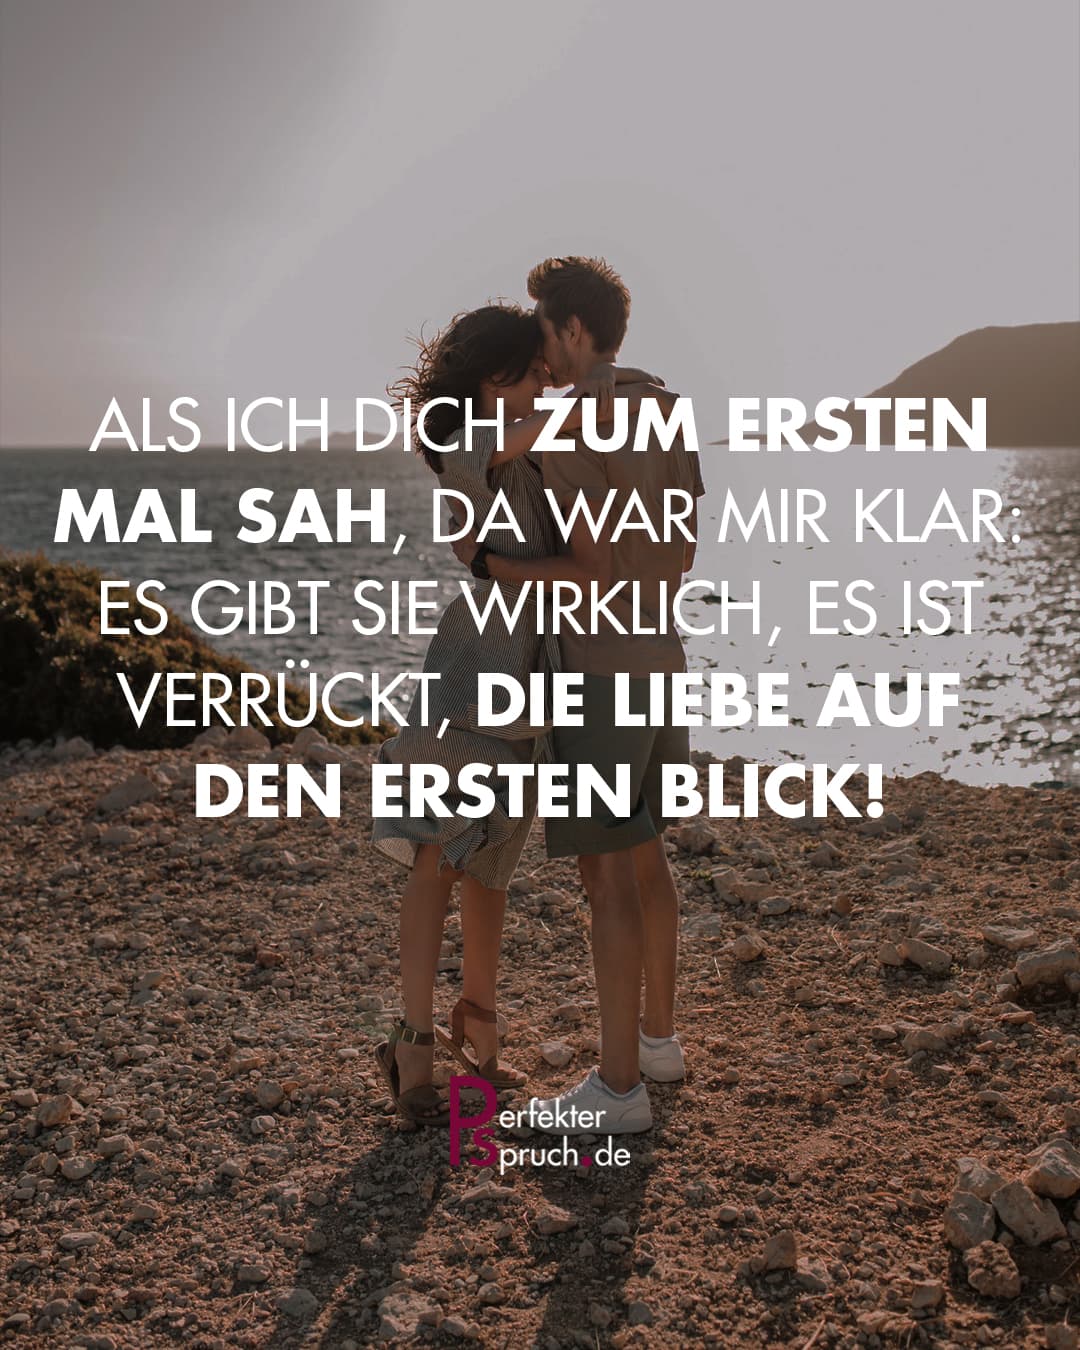 ALS ICH DICH ZUM ERSTEN
MAL SAH, DA WAR MIR KLAR:
ES GIBT SIE WIRKLICH, ES IST
VERRÜCKT, DIE LIEBE AUF
DEN ERSTEN BLICK!
Perfekter
Spruch.de